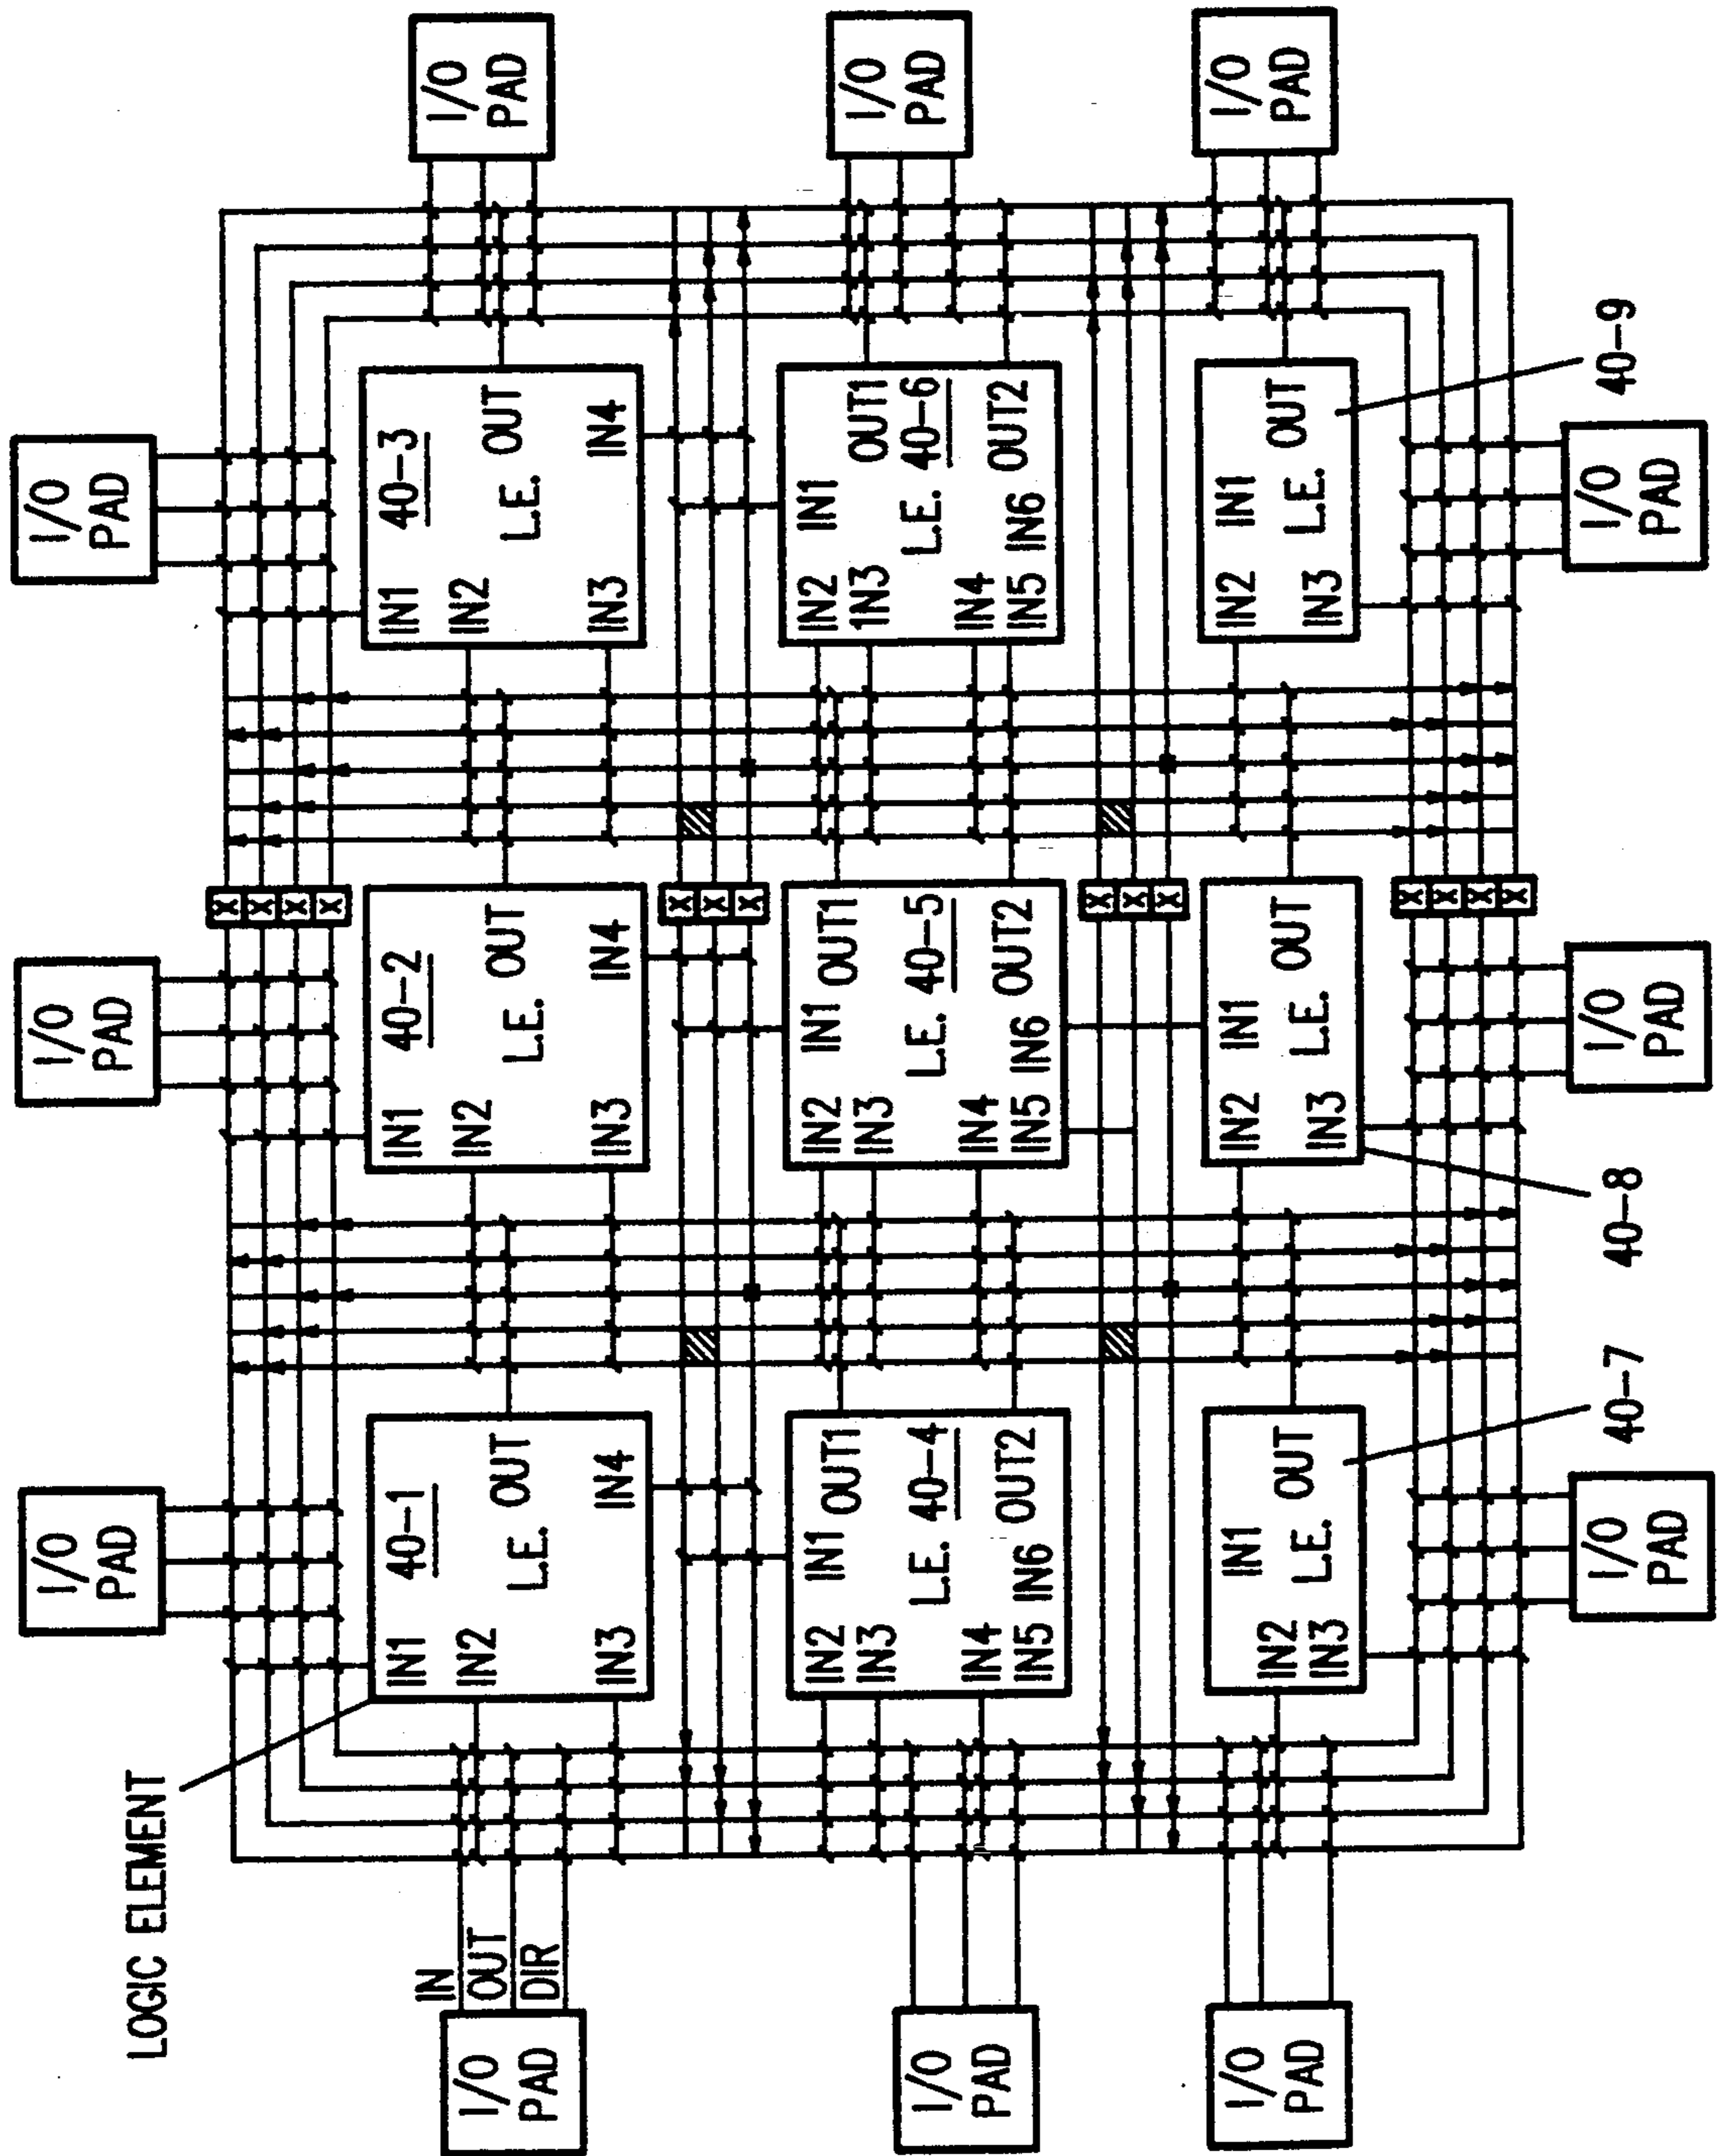 I/O
PAD
I/O
PAD
I/O
PAD
LOGIC ELEMENT
I/O
PAD
IN
OUT
DIR
IN1 40-1
IN2
L.E. OUT
IN3 IN4
IN1 40-2
IN2
L.E. OUT
IN3 IN4
IN1 40-3
IN2
L.E. OUT
IN3 IN4
I/O
PAD
X
X
X
X
X
X
X
I/O
PAD
IN2 IN1 OUT1
IN3
L.E. 40-4
IN4
IN5 IN6 OUT2
IN2 IN1 OUT1
IN3
L.E. 40-5
IN4
IN5 IN6 OUT2
IN2 IN1 OUT1
1N3
L.E. 40-6
IN4
IN5 IN6 OUT2
I/O
PAD
X
X
X
I/O
PAD
IN1
IN2
L.E. OUT
IN3
IN2 IN1
L.E. OUT
IN3
IN2 IN1
L.E. OUT
IN3
I/O
PAD
X
X
X
X
40-7
40-8
40-9
I/O
PAD
I/O
PAD
I/O
PAD